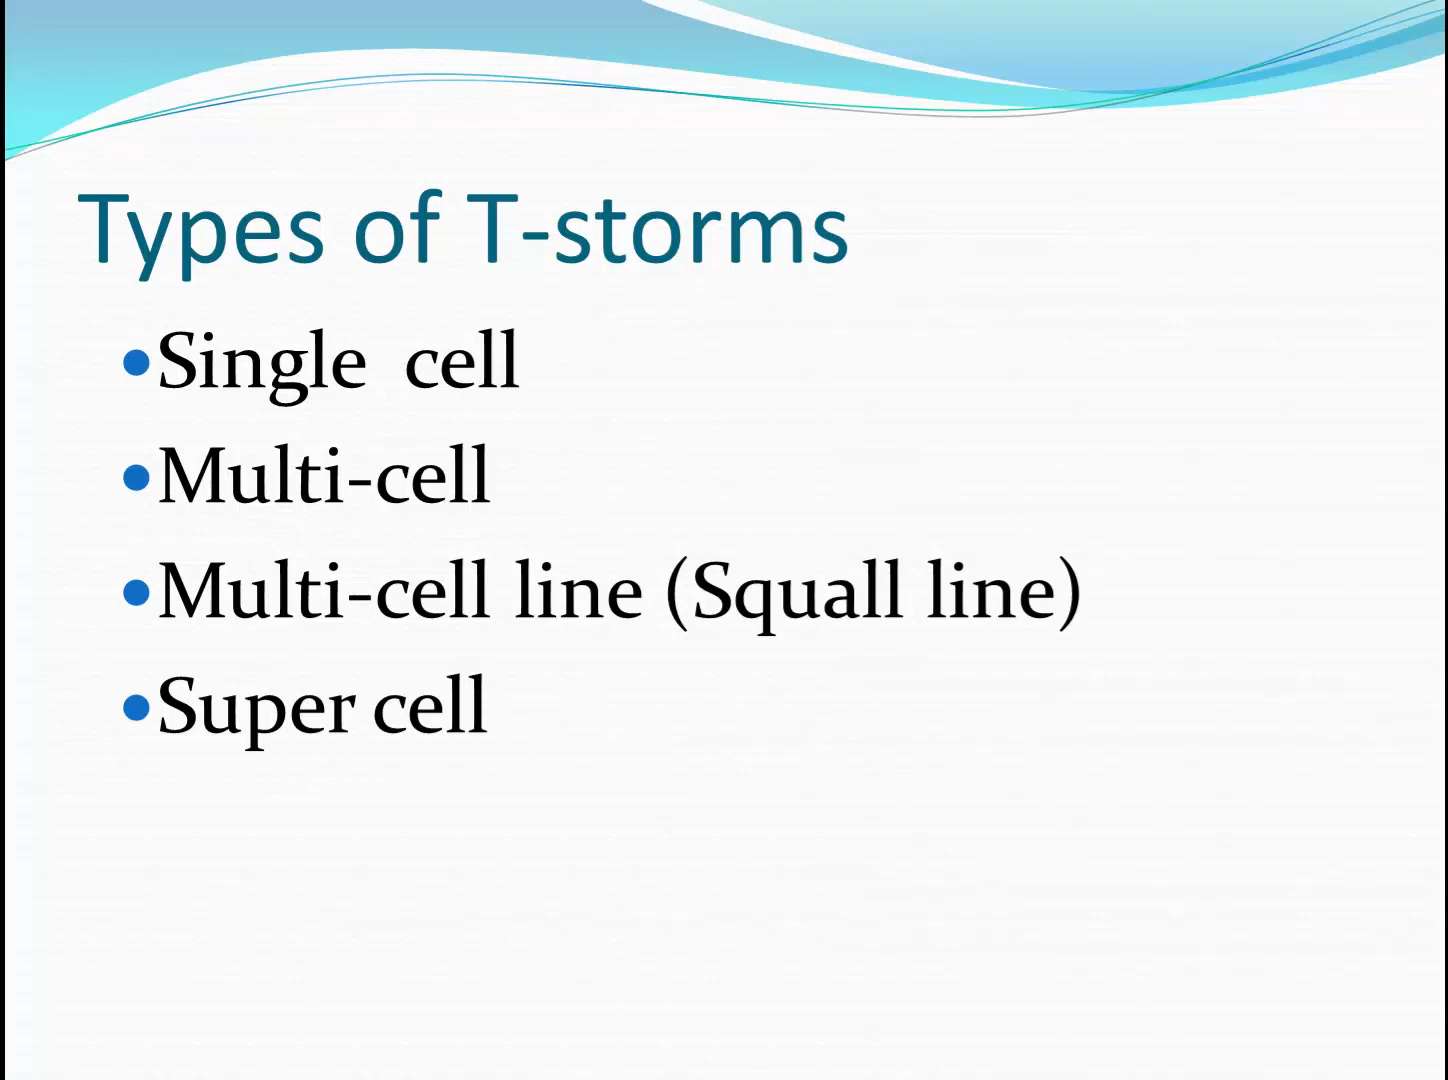 Types of T-storms
•Single cell
•Multi-cell
•Multi-cell line (Squall line)
•Super cell